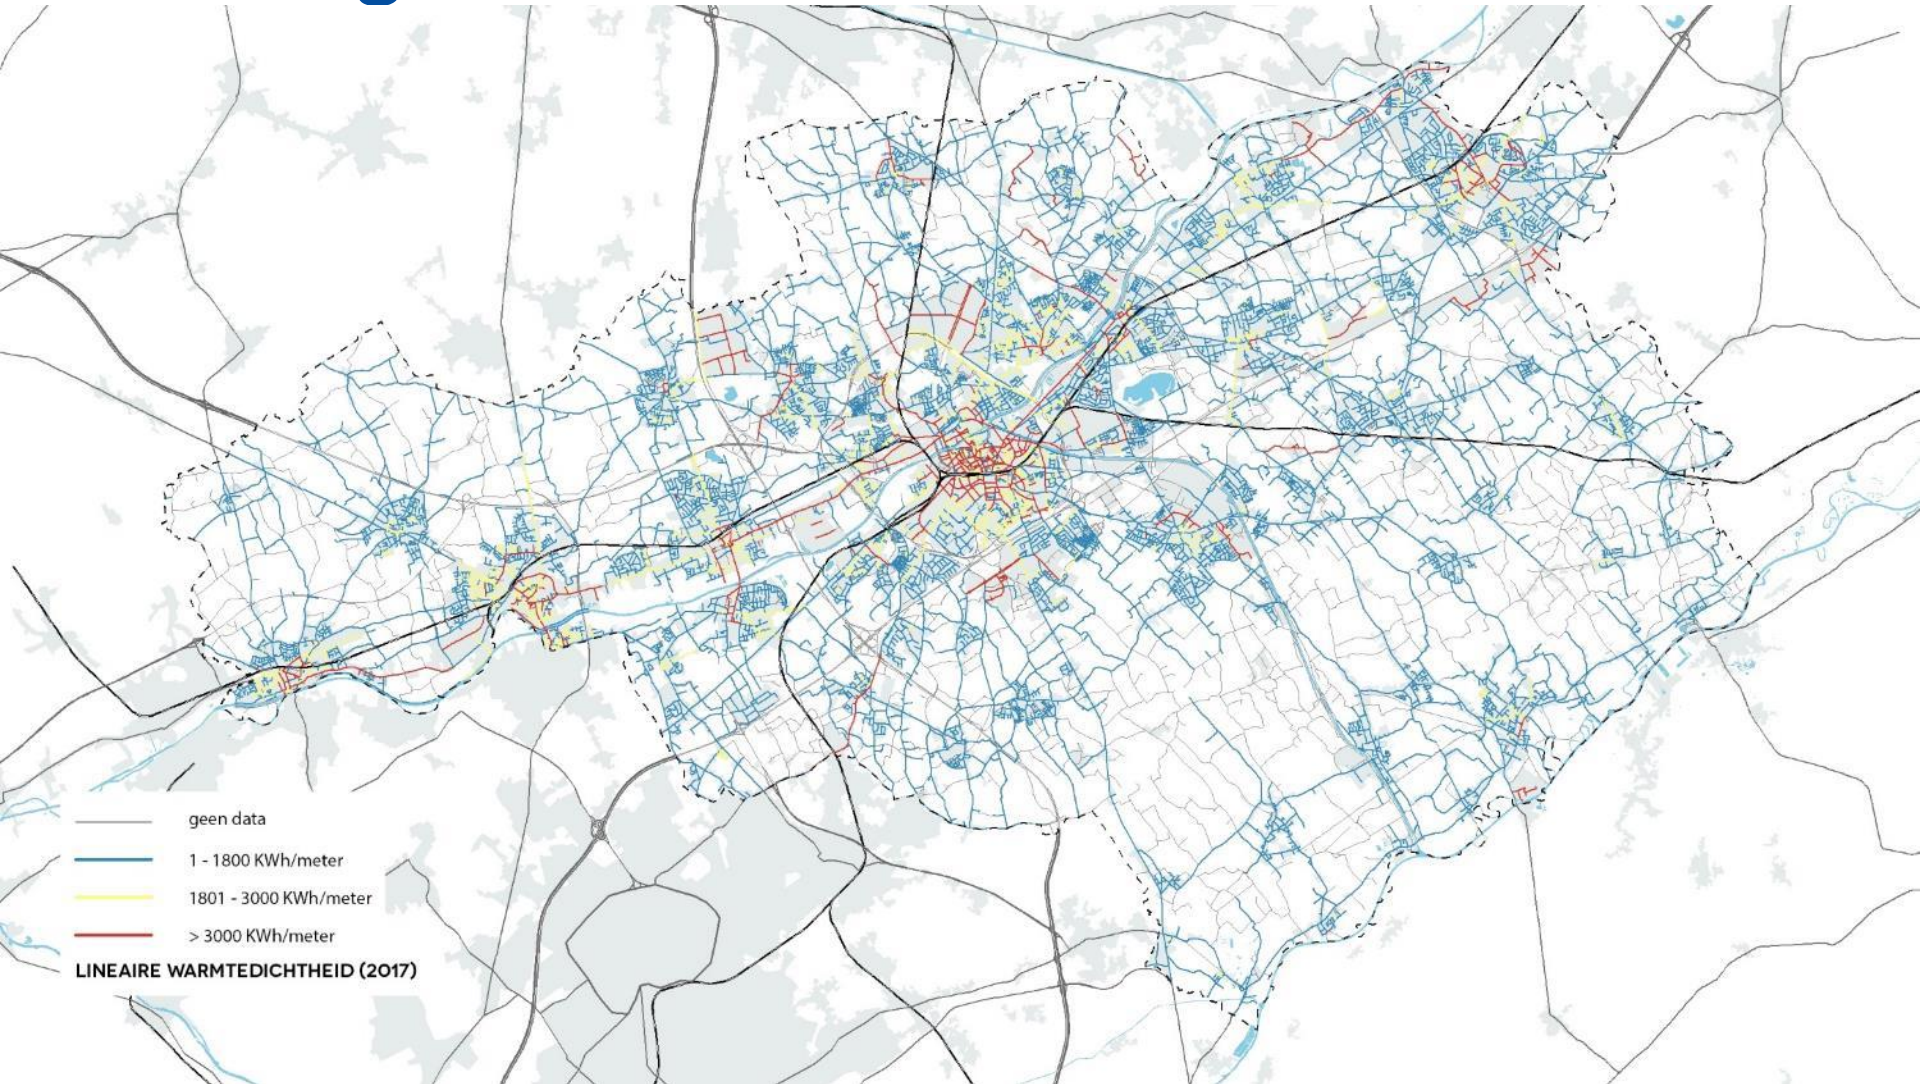 geen data
1 - 1800 KWh/meter
1801 - 3000 KWh/meter
> 3000 KWh/meter
LINEAIRE WARMTEDICHTHEID (2017)